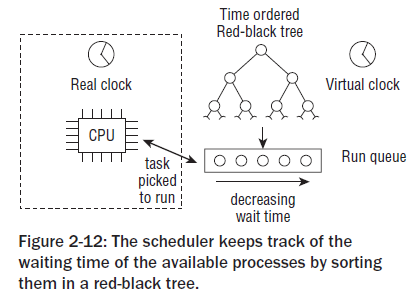 Time ordered
Red-black tree
Real clock
Virtual clock
CPU
task
picked
to run
Run queue
decreasing
wait time
Figure 2-12: The scheduler keeps track of the
waiting time of the available processes by sorting
them in a red-black tree.